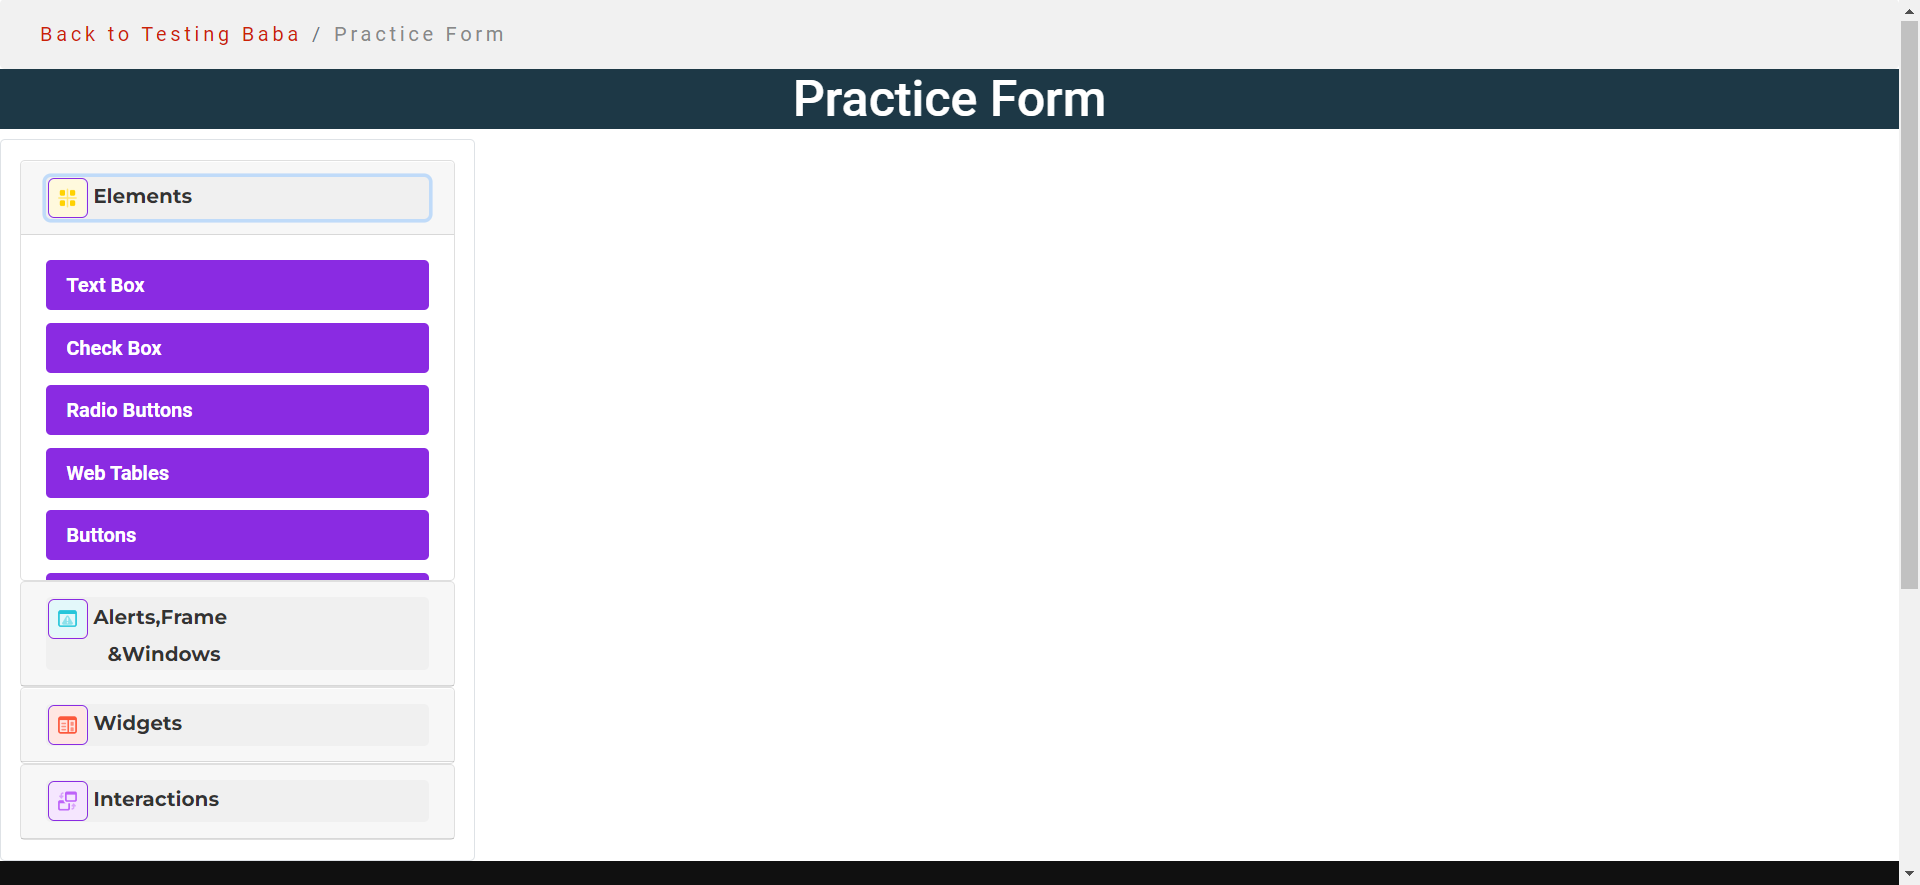 Back to Testing Baba / Practice Form
Practice Form
Elements
Text Box
Check Box
Radio Buttons
Web Tables
Buttons
Alerts,Frame
&Windows
Widgets
Interactions